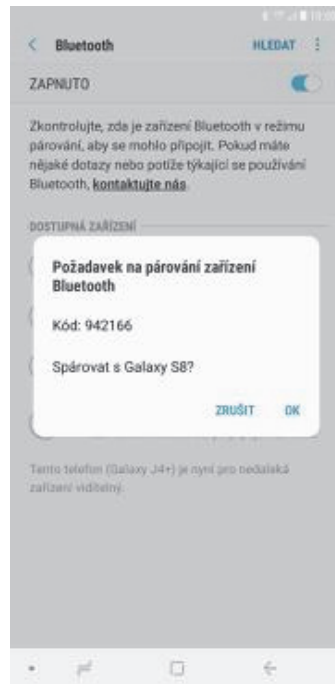 Bluetooth
HLEDAT
ZAPNUTO
Zkontrolujte, zda je zařízení Bluetooth v režimu
párování, aby se mohlo připojit. Pokud máte
nějaké dotazy nebo potíže týkající se používání
Bluetooth, kontaktujte nás.
DOSTUPNÁ ZAŘÍZENÍ
Požadavek na párování zařízení
Bluetooth
Kód: 942166
Spárovat s Galaxy S8?
ZRUŠIT OK
Tento telefon (Galaxy J4+) je nyní pro nedaleká
zařízení viditelný.